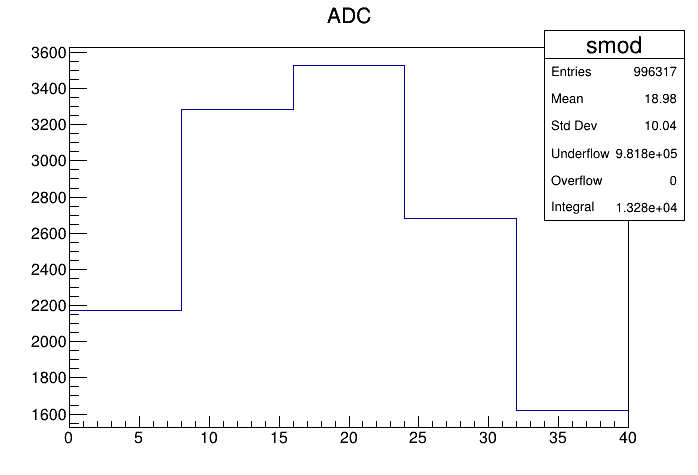 ADC
smod
Entries 996317
Mean 18.98
Std Dev 10.04
Underflow 9.818e+05
Overflow 0
Integral 1.328e+04
3600
3400
3200
3000
2800
2600
2400
2200
2000
1800
1600
0 5 10 15 20 25 30 35 40